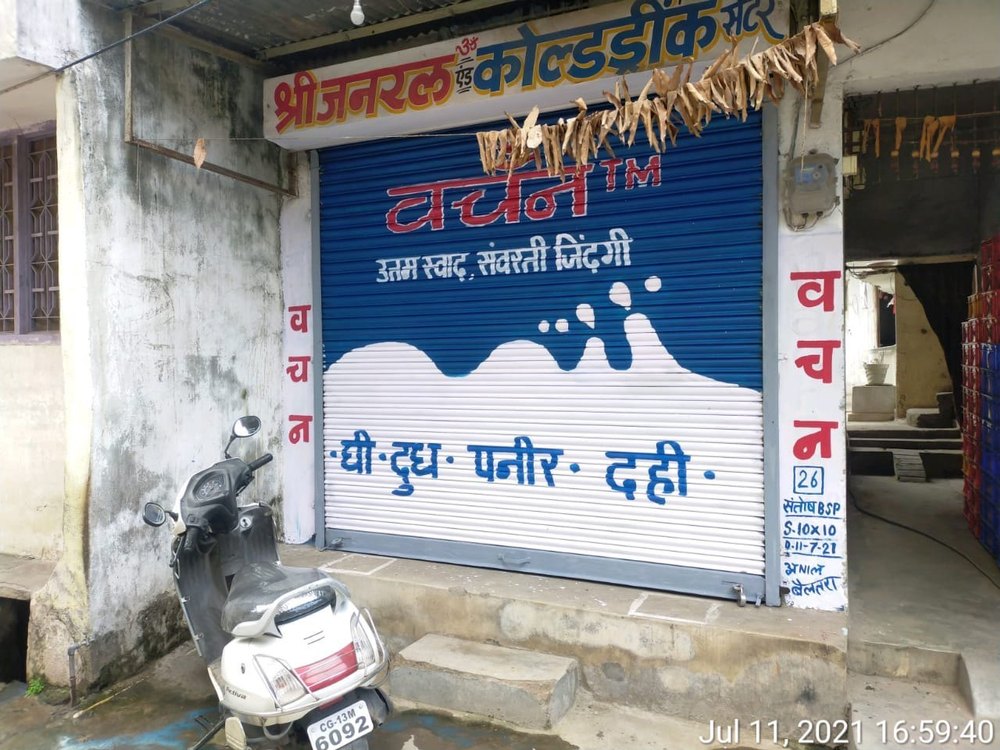 श्री जनरल एंड कोल्डड्रींक सेंटर
ॐ
वचन TM
उत्तम स्वाद, संवरती जिंदगी
व
च
न
व
च
न
• घी • दुध • पनीर • दही •
26
संतोष BSP
S.10x10
D.11-7-21
बेलतरा
Activa
CG-13M
6092
Jul 11, 2021 16:59:40